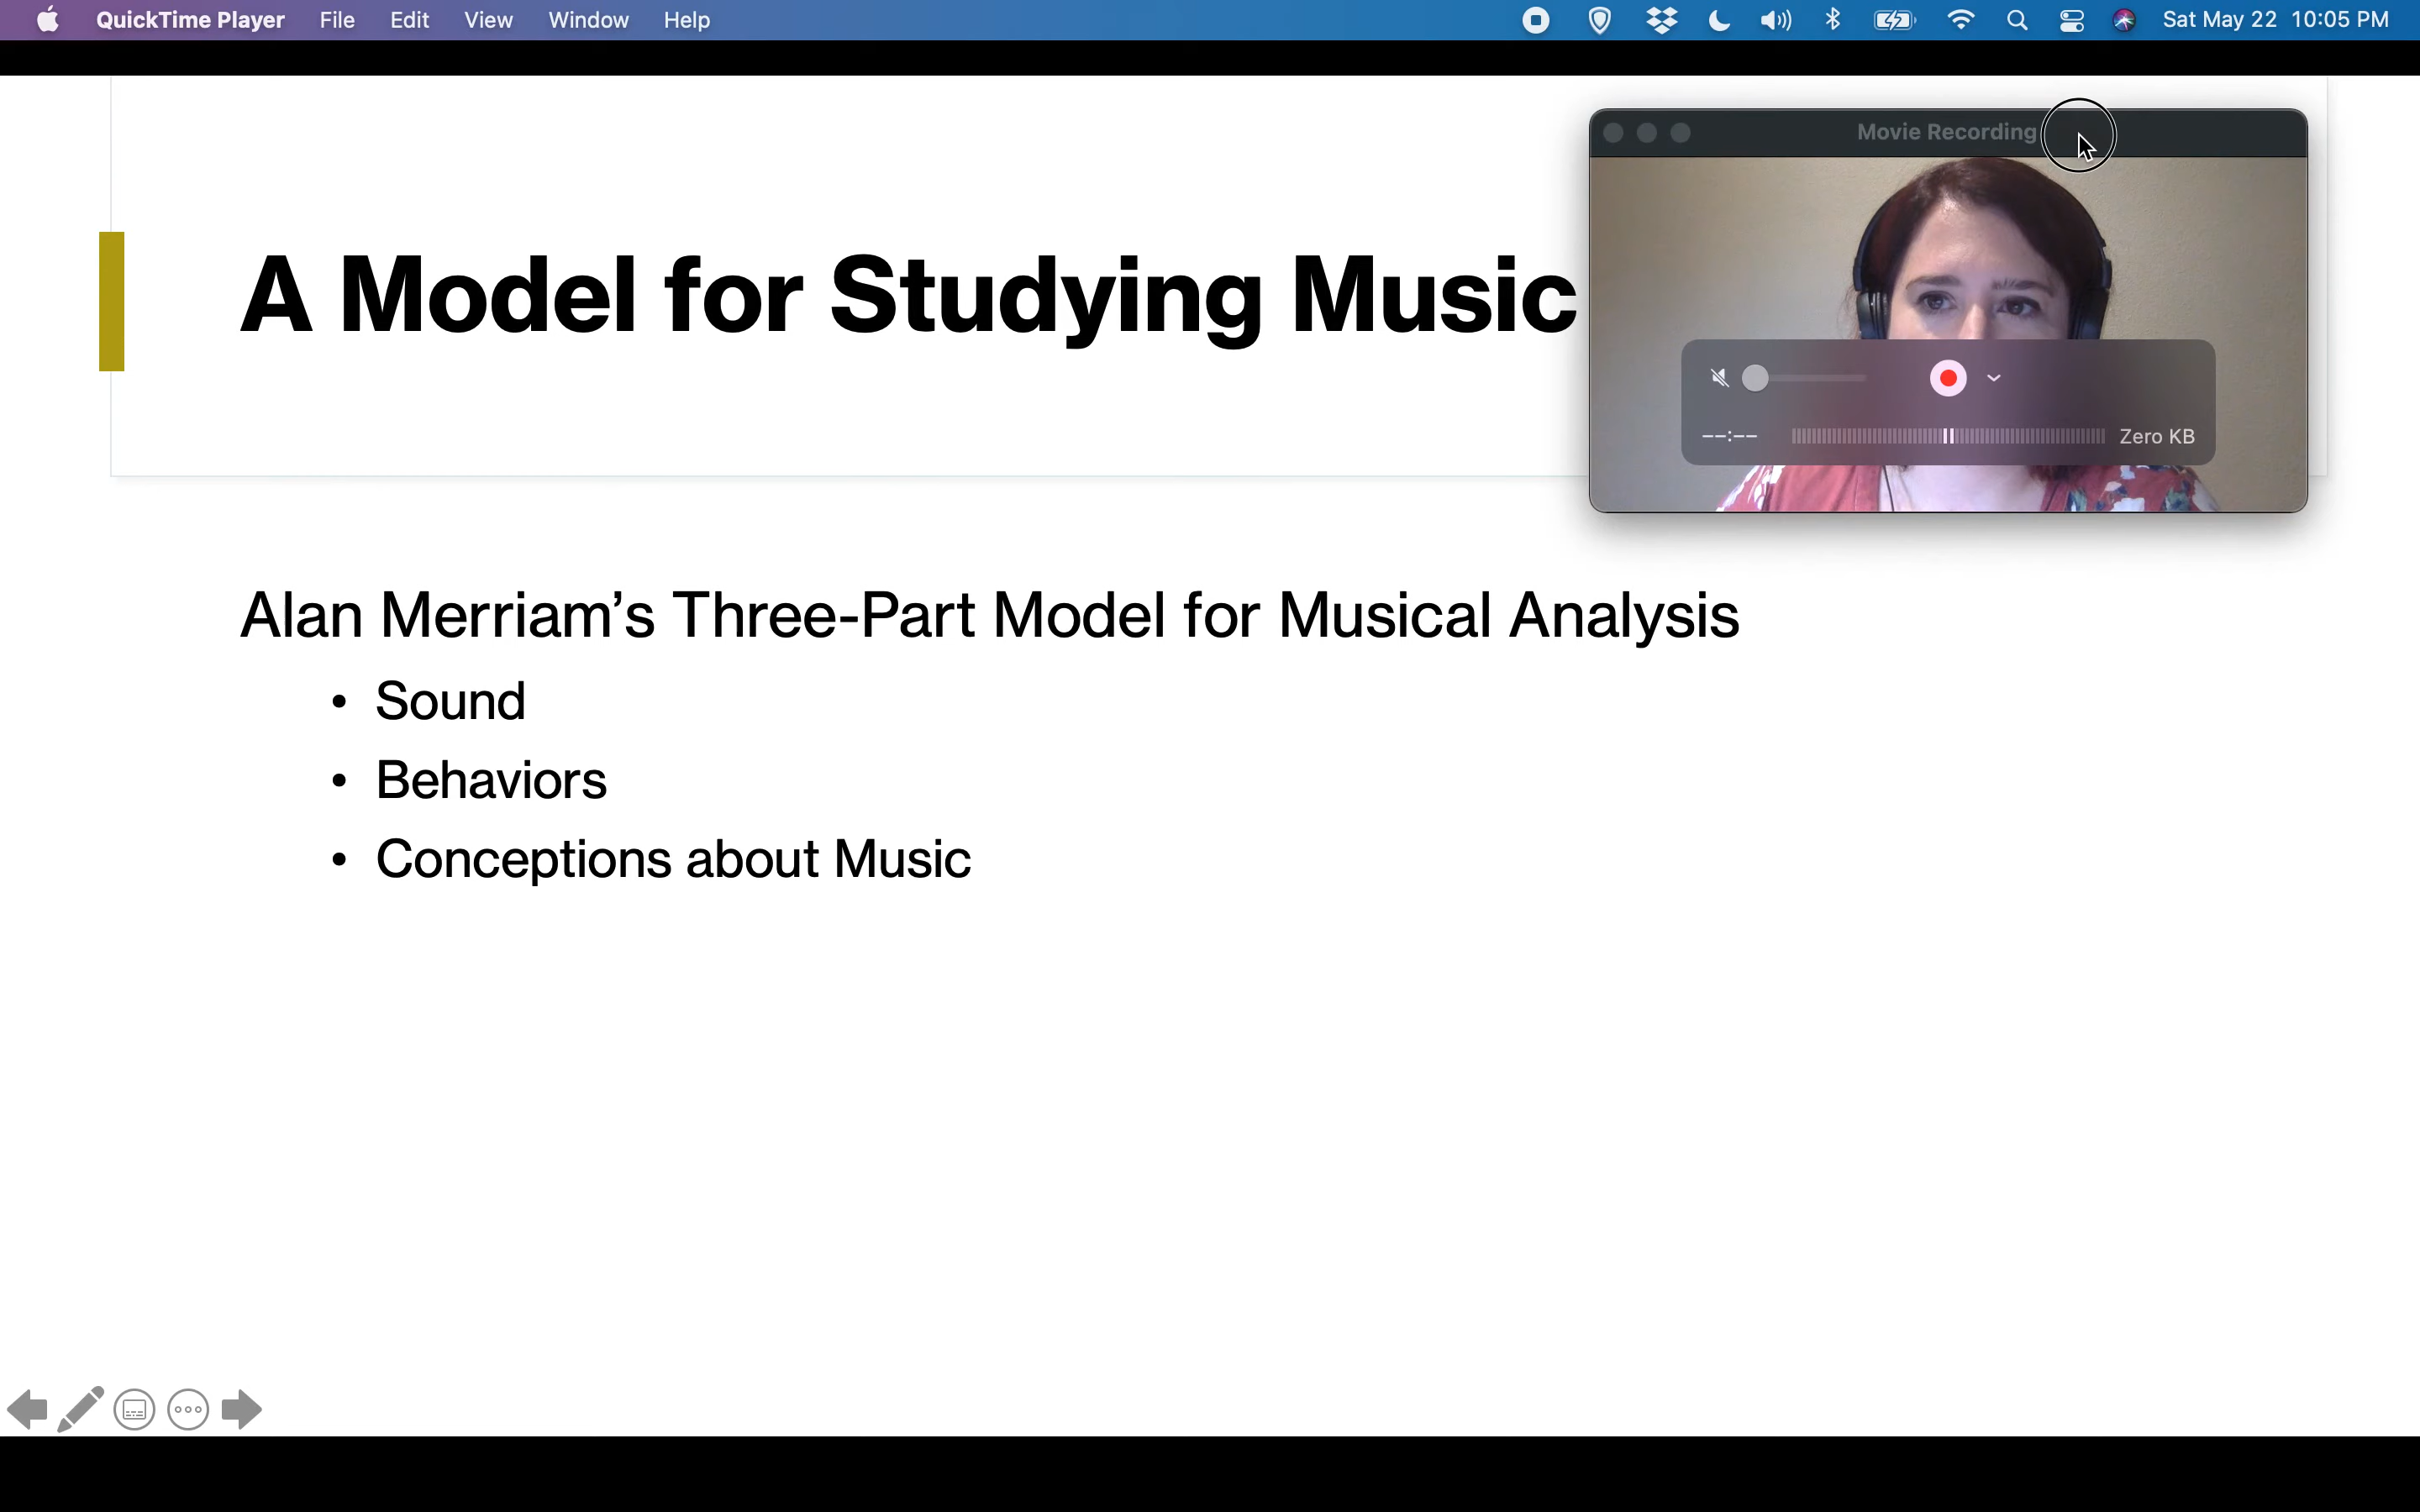 QuickTime Player File Edit View Window Help Sat May 22 10:05 PM
Movie Recording
A Model for Studying Music
--:-- Zero KB
Alan Merriam’s Three-Part Model for Musical Analysis
• Sound
• Behaviors
• Conceptions about Music